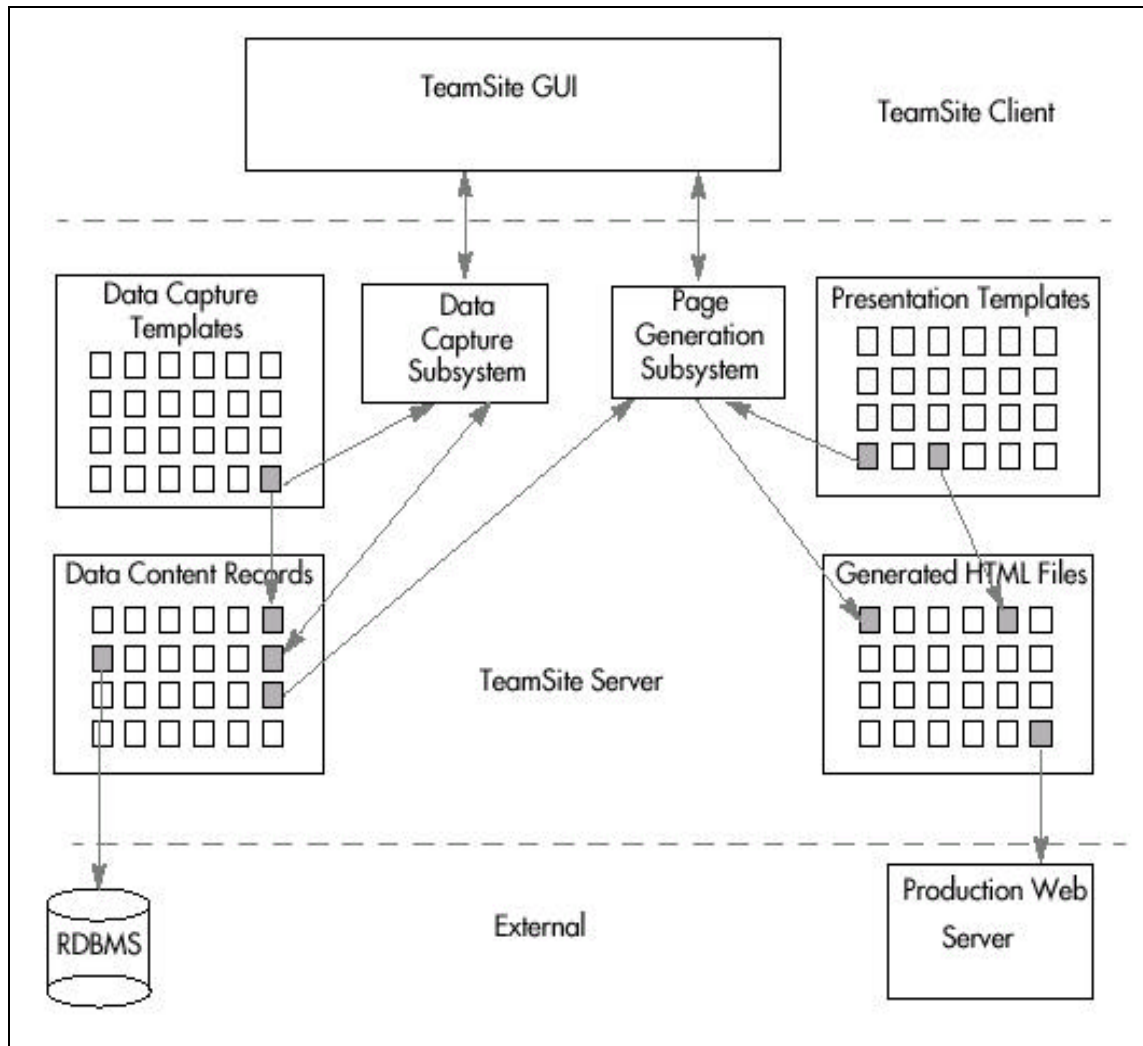 TeamSite GUI
TeamSite Client
Data Capture
Templates
Data
Capture
Subsystem
Page
Generation
Subsystem
Presentation Templates
Data Content Records
Generated HTML Files
TeamSite Server
RDBMS
External
Production Web
Server